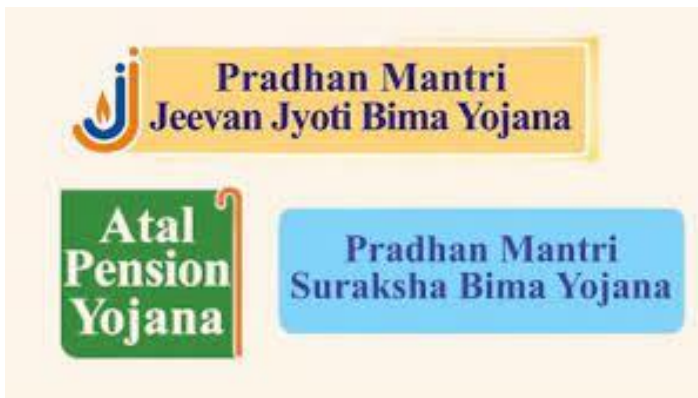 Pradhan Mantri
Jeevan Jyoti Bima Yojana
Atal
Pension
Yojana
Pradhan Mantri
Suraksha Bima Yojana